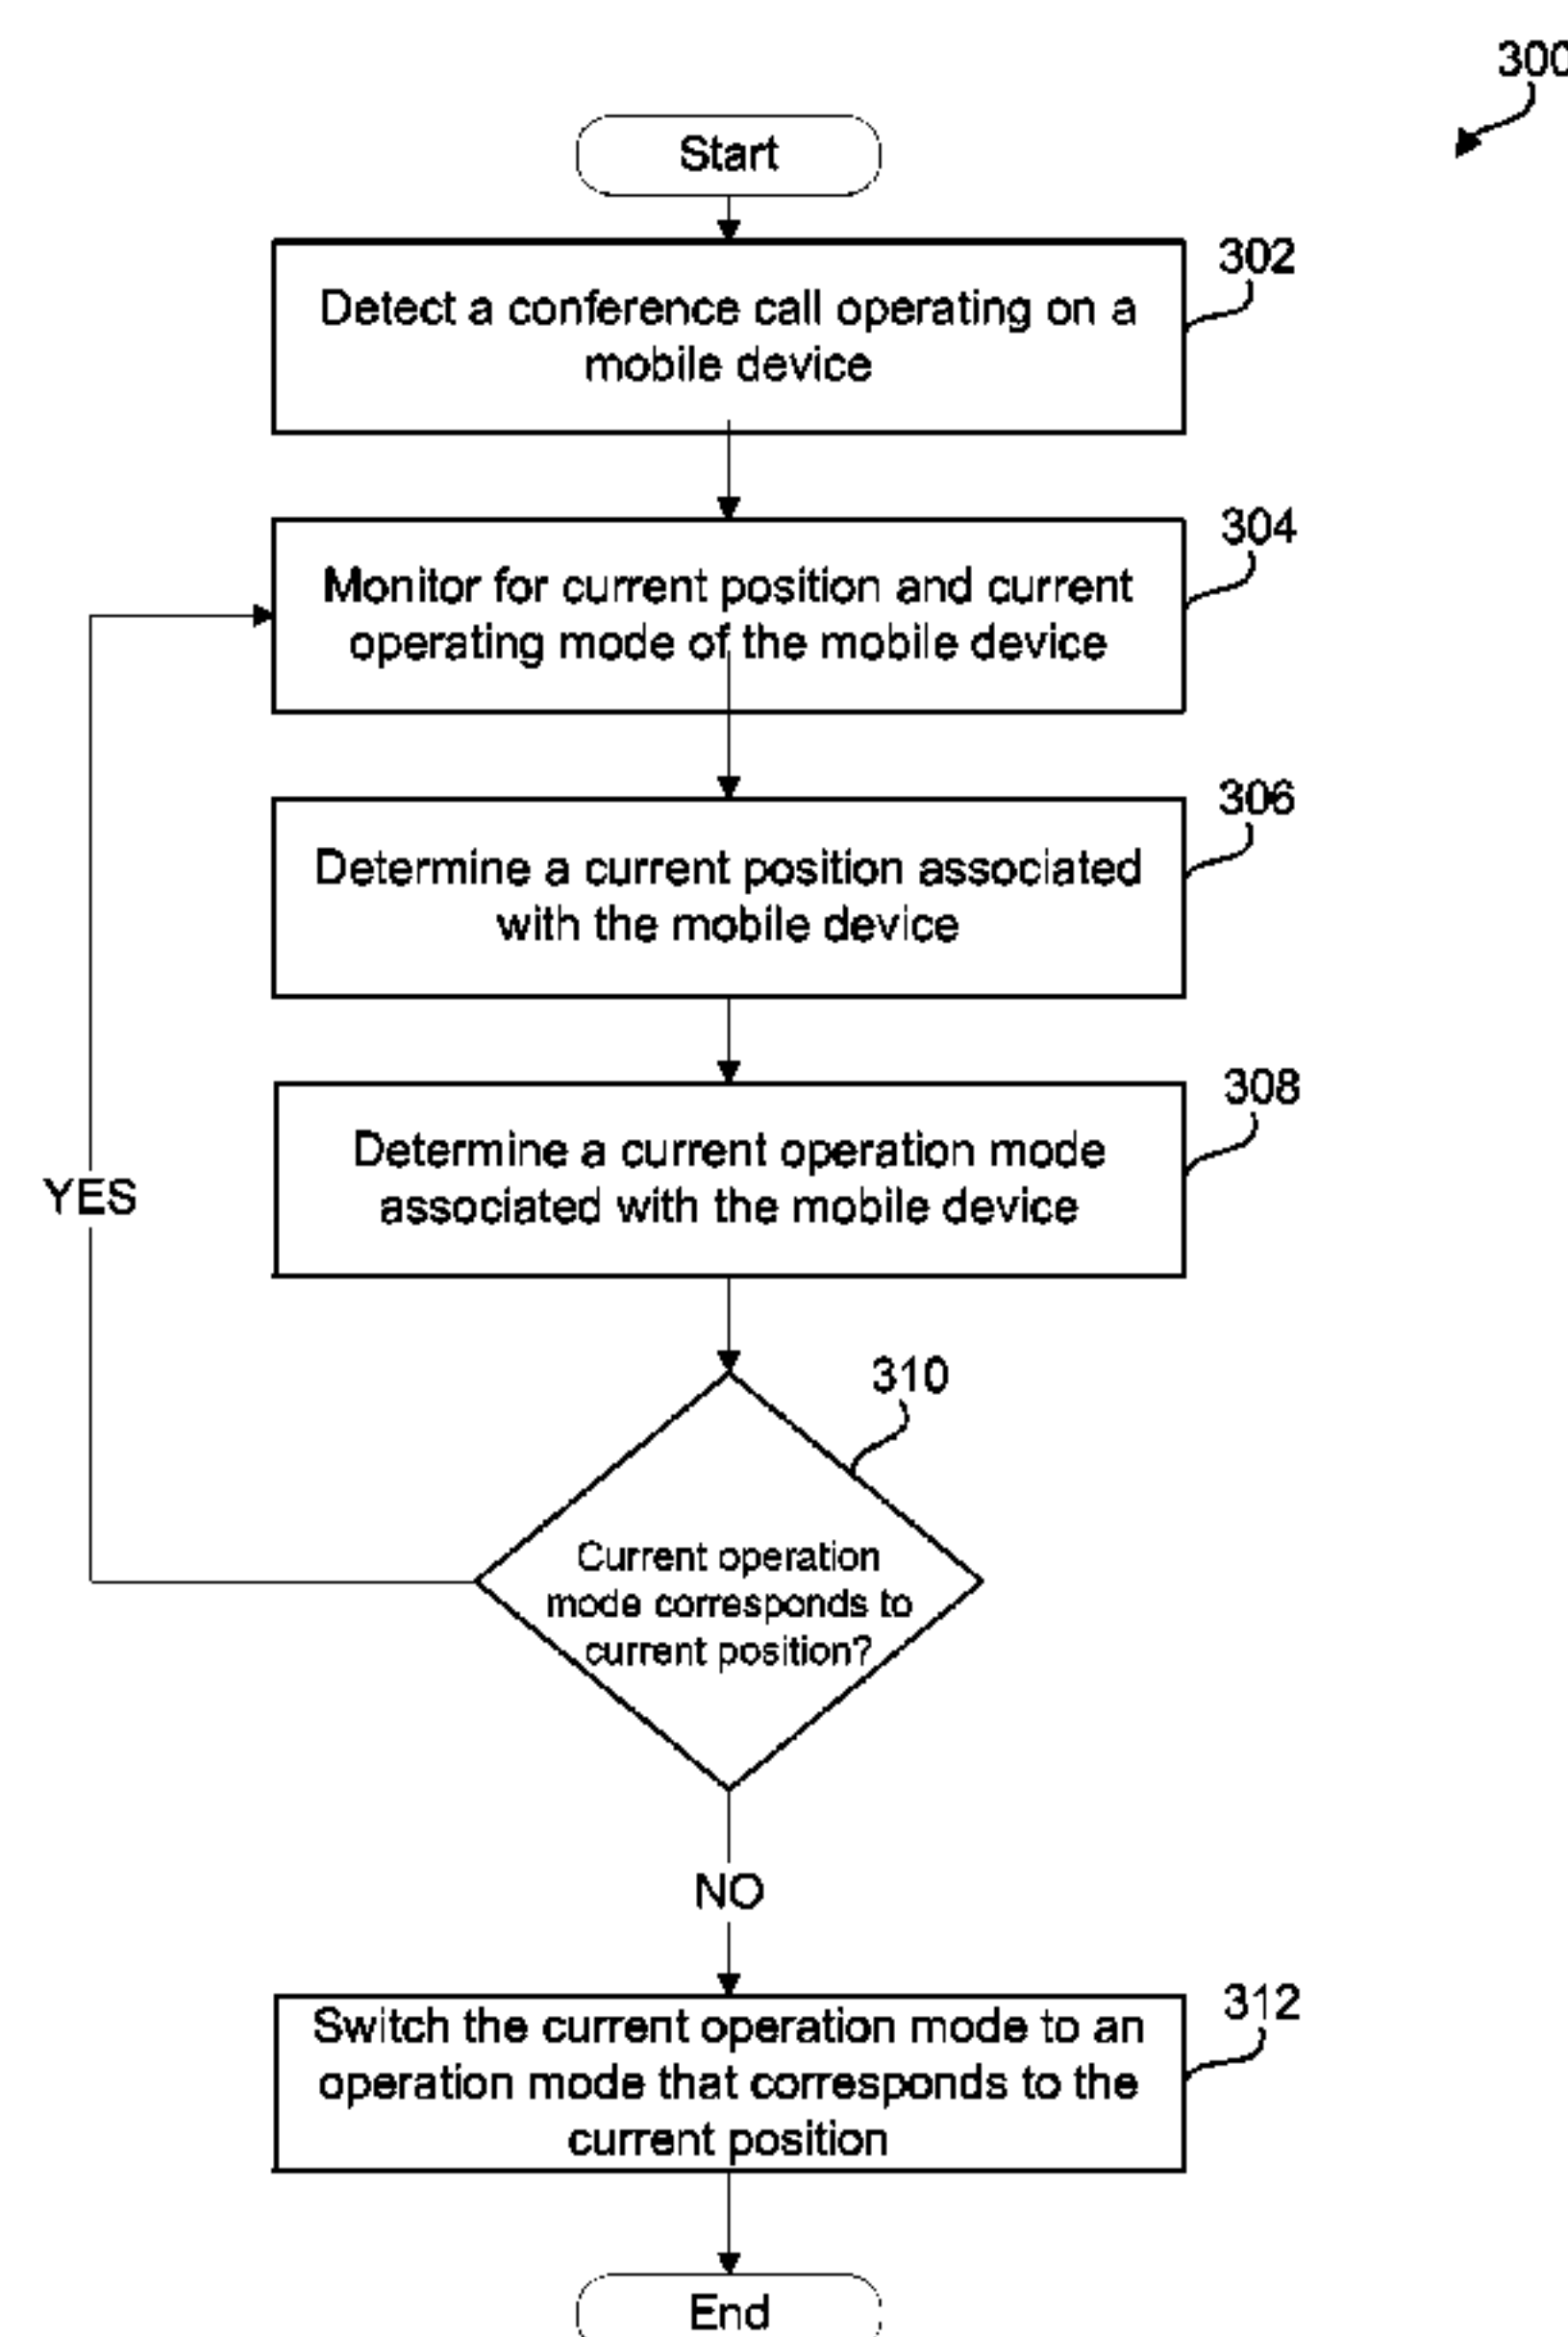 300
Start
302
Detect a conference call operating on a
mobile device
304
Monitor for current position and current
operating mode of the mobile device
306
Determine a current position associated
with the mobile device
308
Determine a current operation mode
associated with the mobile device
YES
310
Current operation
mode corresponds to
current position?
NO
312
Switch the current operation mode to an
operation mode that corresponds to the
current position
End